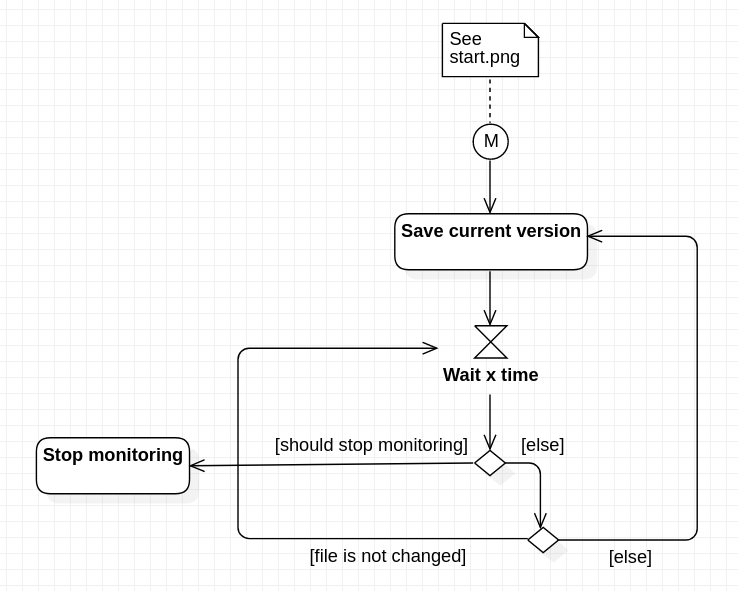 See
start.png
M
Save current version
Wait x time
[should stop monitoring]
[else]
Stop monitoring
[file is not changed]
[else]